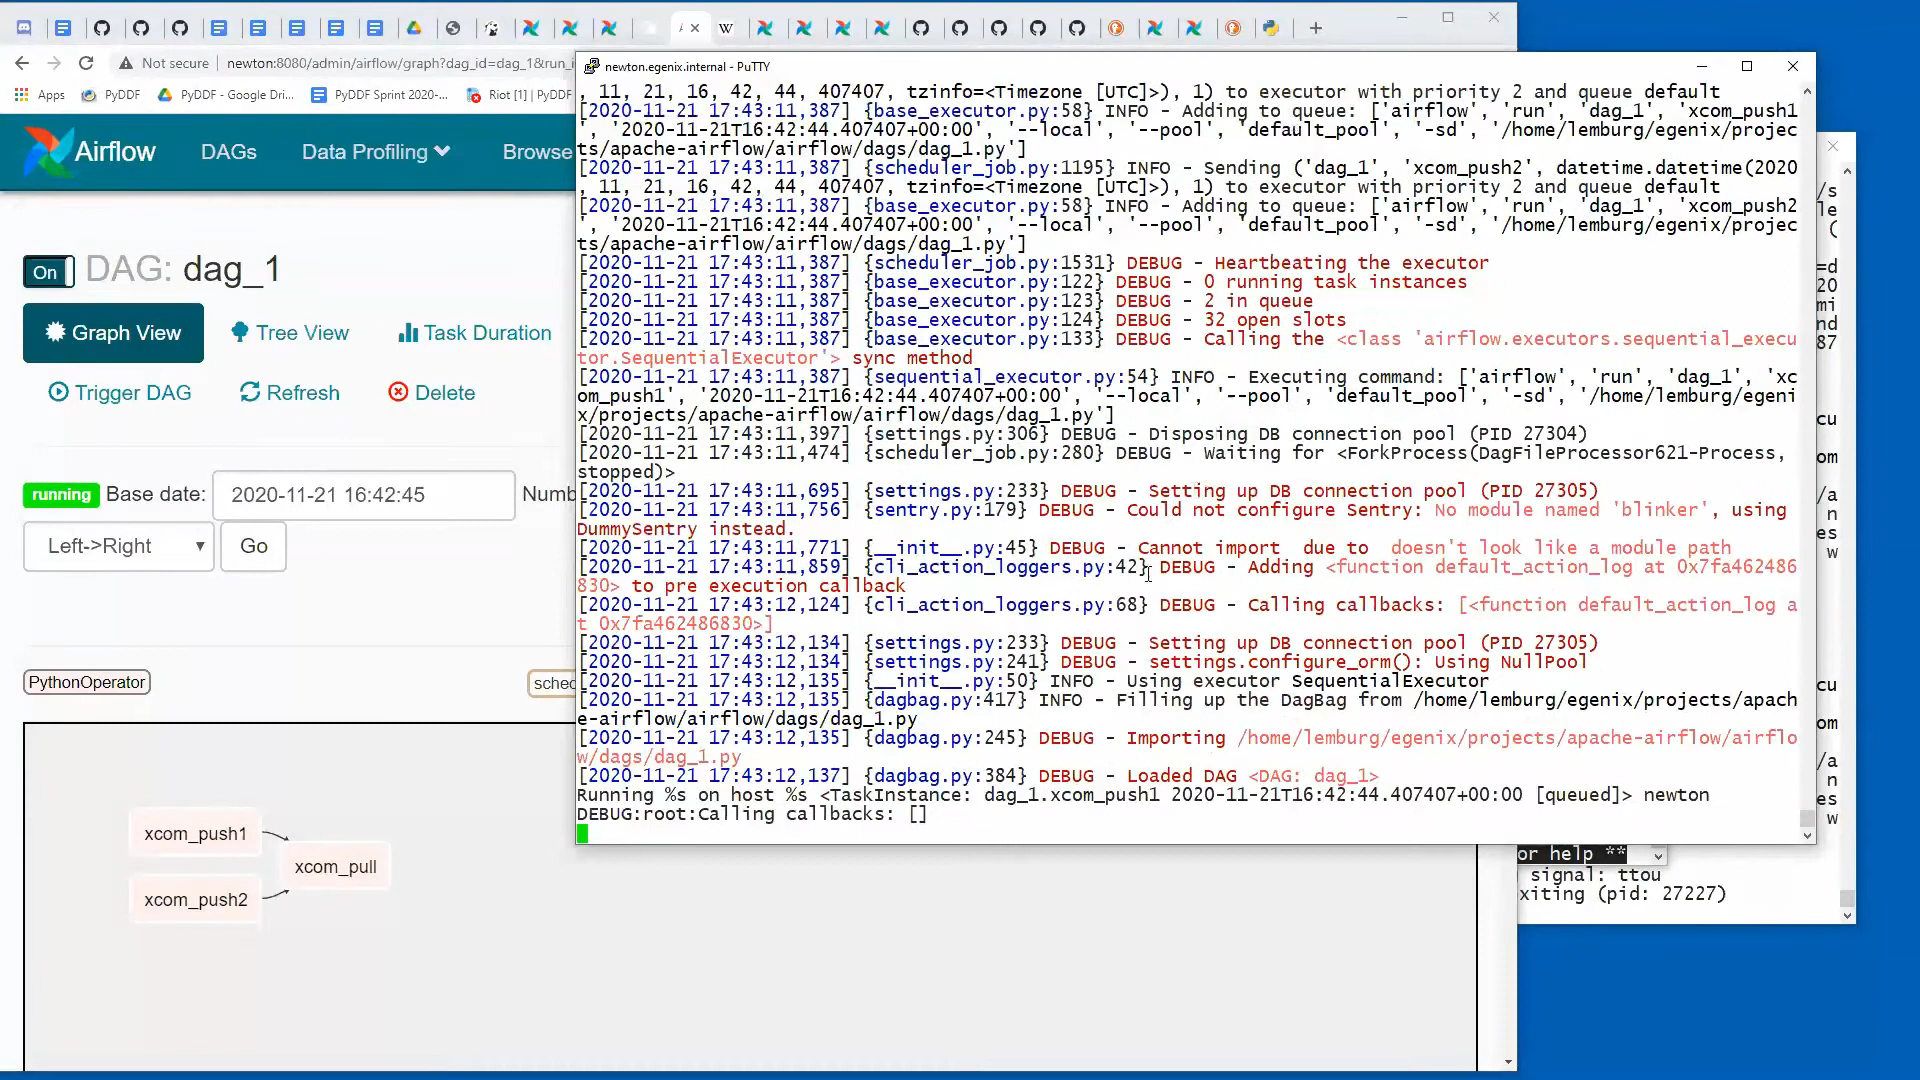 Not secure
newton:8080/admin/airflow/graph?dag_id=dag_1&run_i
Apps
PyDDF
PyDDF - Google Dri...
PyDDF Sprint 2020-...
Riot [1] | PyDDF
Airflow
DAGs
Data Profiling
Browse
On
DAG: dag_1
Graph View
Tree View
Task Duration
Trigger DAG
Refresh
Delete
running
Base date:
2020-11-21 16:42:45
Numb
Left->Right
Go
PythonOperator
sched
xcom_push1
xcom_push2
xcom_pull
newton.egenix.internal - PuTTY
, 11, 21, 16, 42, 44, 407407, tzinfo=<Timezone [UTC]>), 1) to executor with priority 2 and queue default
[2020-11-21 17:43:11,387] {base_executor.py:58} INFO - Adding to queue: ['airflow', 'run', 'dag_1', 'xcom_push1
', '2020-11-21T16:42:44.407407+00:00', '--local', '--pool', 'default_pool', '-sd', '/home/lemburg/egenix/projec
ts/apache-airflow/airflow/dags/dag_1.py']
[2020-11-21 17:43:11,387] {scheduler_job.py:1195} INFO - Sending ('dag_1', 'xcom_push2', datetime.datetime(2020
, 11, 21, 16, 42, 44, 407407, tzinfo=<Timezone [UTC]>), 1) to executor with priority 2 and queue default
[2020-11-21 17:43:11,387] {base_executor.py:58} INFO - Adding to queue: ['airflow', 'run', 'dag_1', 'xcom_push2
', '2020-11-21T16:42:44.407407+00:00', '--local', '--pool', 'default_pool', '-sd', '/home/lemburg/egenix/projec
ts/apache-airflow/airflow/dags/dag_1.py']
[2020-11-21 17:43:11,387] {scheduler_job.py:1531} DEBUG - Heartbeating the executor
[2020-11-21 17:43:11,387] {base_executor.py:122} DEBUG - 0 running task instances
[2020-11-21 17:43:11,387] {base_executor.py:123} DEBUG - 2 in queue
[2020-11-21 17:43:11,387] {base_executor.py:124} DEBUG - 32 open slots
[2020-11-21 17:43:11,387] {base_executor.py:133} DEBUG - Calling the <class 'airflow.executors.sequential_execu
tor.SequentialExecutor'> sync method
[2020-11-21 17:43:11,387] {sequential_executor.py:54} INFO - Executing command: ['airflow', 'run', 'dag_1', 'xc
om_push1', '2020-11-21T16:42:44.407407+00:00', '--local', '--pool', 'default_pool', '-sd', '/home/lemburg/egeni
x/projects/apache-airflow/airflow/dags/dag_1.py']
[2020-11-21 17:43:11,397] {settings.py:306} DEBUG - Disposing DB connection pool (PID 27304)
[2020-11-21 17:43:11,474] {scheduler_job.py:280} DEBUG - Waiting for <ForkProcess(DagFileProcessor621-Process,
stopped)>
[2020-11-21 17:43:11,695] {settings.py:233} DEBUG - Setting up DB connection pool (PID 27305)
[2020-11-21 17:43:11,756] {sentry.py:179} DEBUG - Could not configure Sentry: No module named 'blinker', using
DummySentry instead.
[2020-11-21 17:43:11,771] {__init__.py:45} DEBUG - Cannot import  due to  doesn't look like a module path
[2020-11-21 17:43:11,859] {cli_action_loggers.py:42} DEBUG - Adding <function default_action_log at 0x7fa462486
830> to pre execution callback
[2020-11-21 17:43:12,124] {cli_action_loggers.py:68} DEBUG - Calling callbacks: [<function default_action_log a
t 0x7fa462486830>]
[2020-11-21 17:43:12,134] {settings.py:233} DEBUG - Setting up DB connection pool (PID 27305)
[2020-11-21 17:43:12,134] {settings.py:241} DEBUG - settings.configure_orm(): Using NullPool
[2020-11-21 17:43:12,135] {__init__.py:50} INFO - Using executor SequentialExecutor
[2020-11-21 17:43:12,135] {dagbag.py:417} INFO - Filling up the DagBag from /home/lemburg/egenix/projects/apach
e-airflow/airflow/dags/dag_1.py
[2020-11-21 17:43:12,135] {dagbag.py:245} DEBUG - Importing /home/lemburg/egenix/projects/apache-airflow/airflo
w/dags/dag_1.py
[2020-11-21 17:43:12,137] {dagbag.py:384} DEBUG - Loaded DAG <DAG: dag_1>
Running %s on host %s <TaskInstance: dag_1.xcom_push1 2020-11-21T16:42:44.407407+00:00 [queued]> newton
DEBUG:root:Calling callbacks: []
/s
le
(
=d
20
mi
nd
87
cu
om
/a
n
es
w
cu
om
/a
n
es
w
or help **
signal: ttou
xiting (pid: 27227)